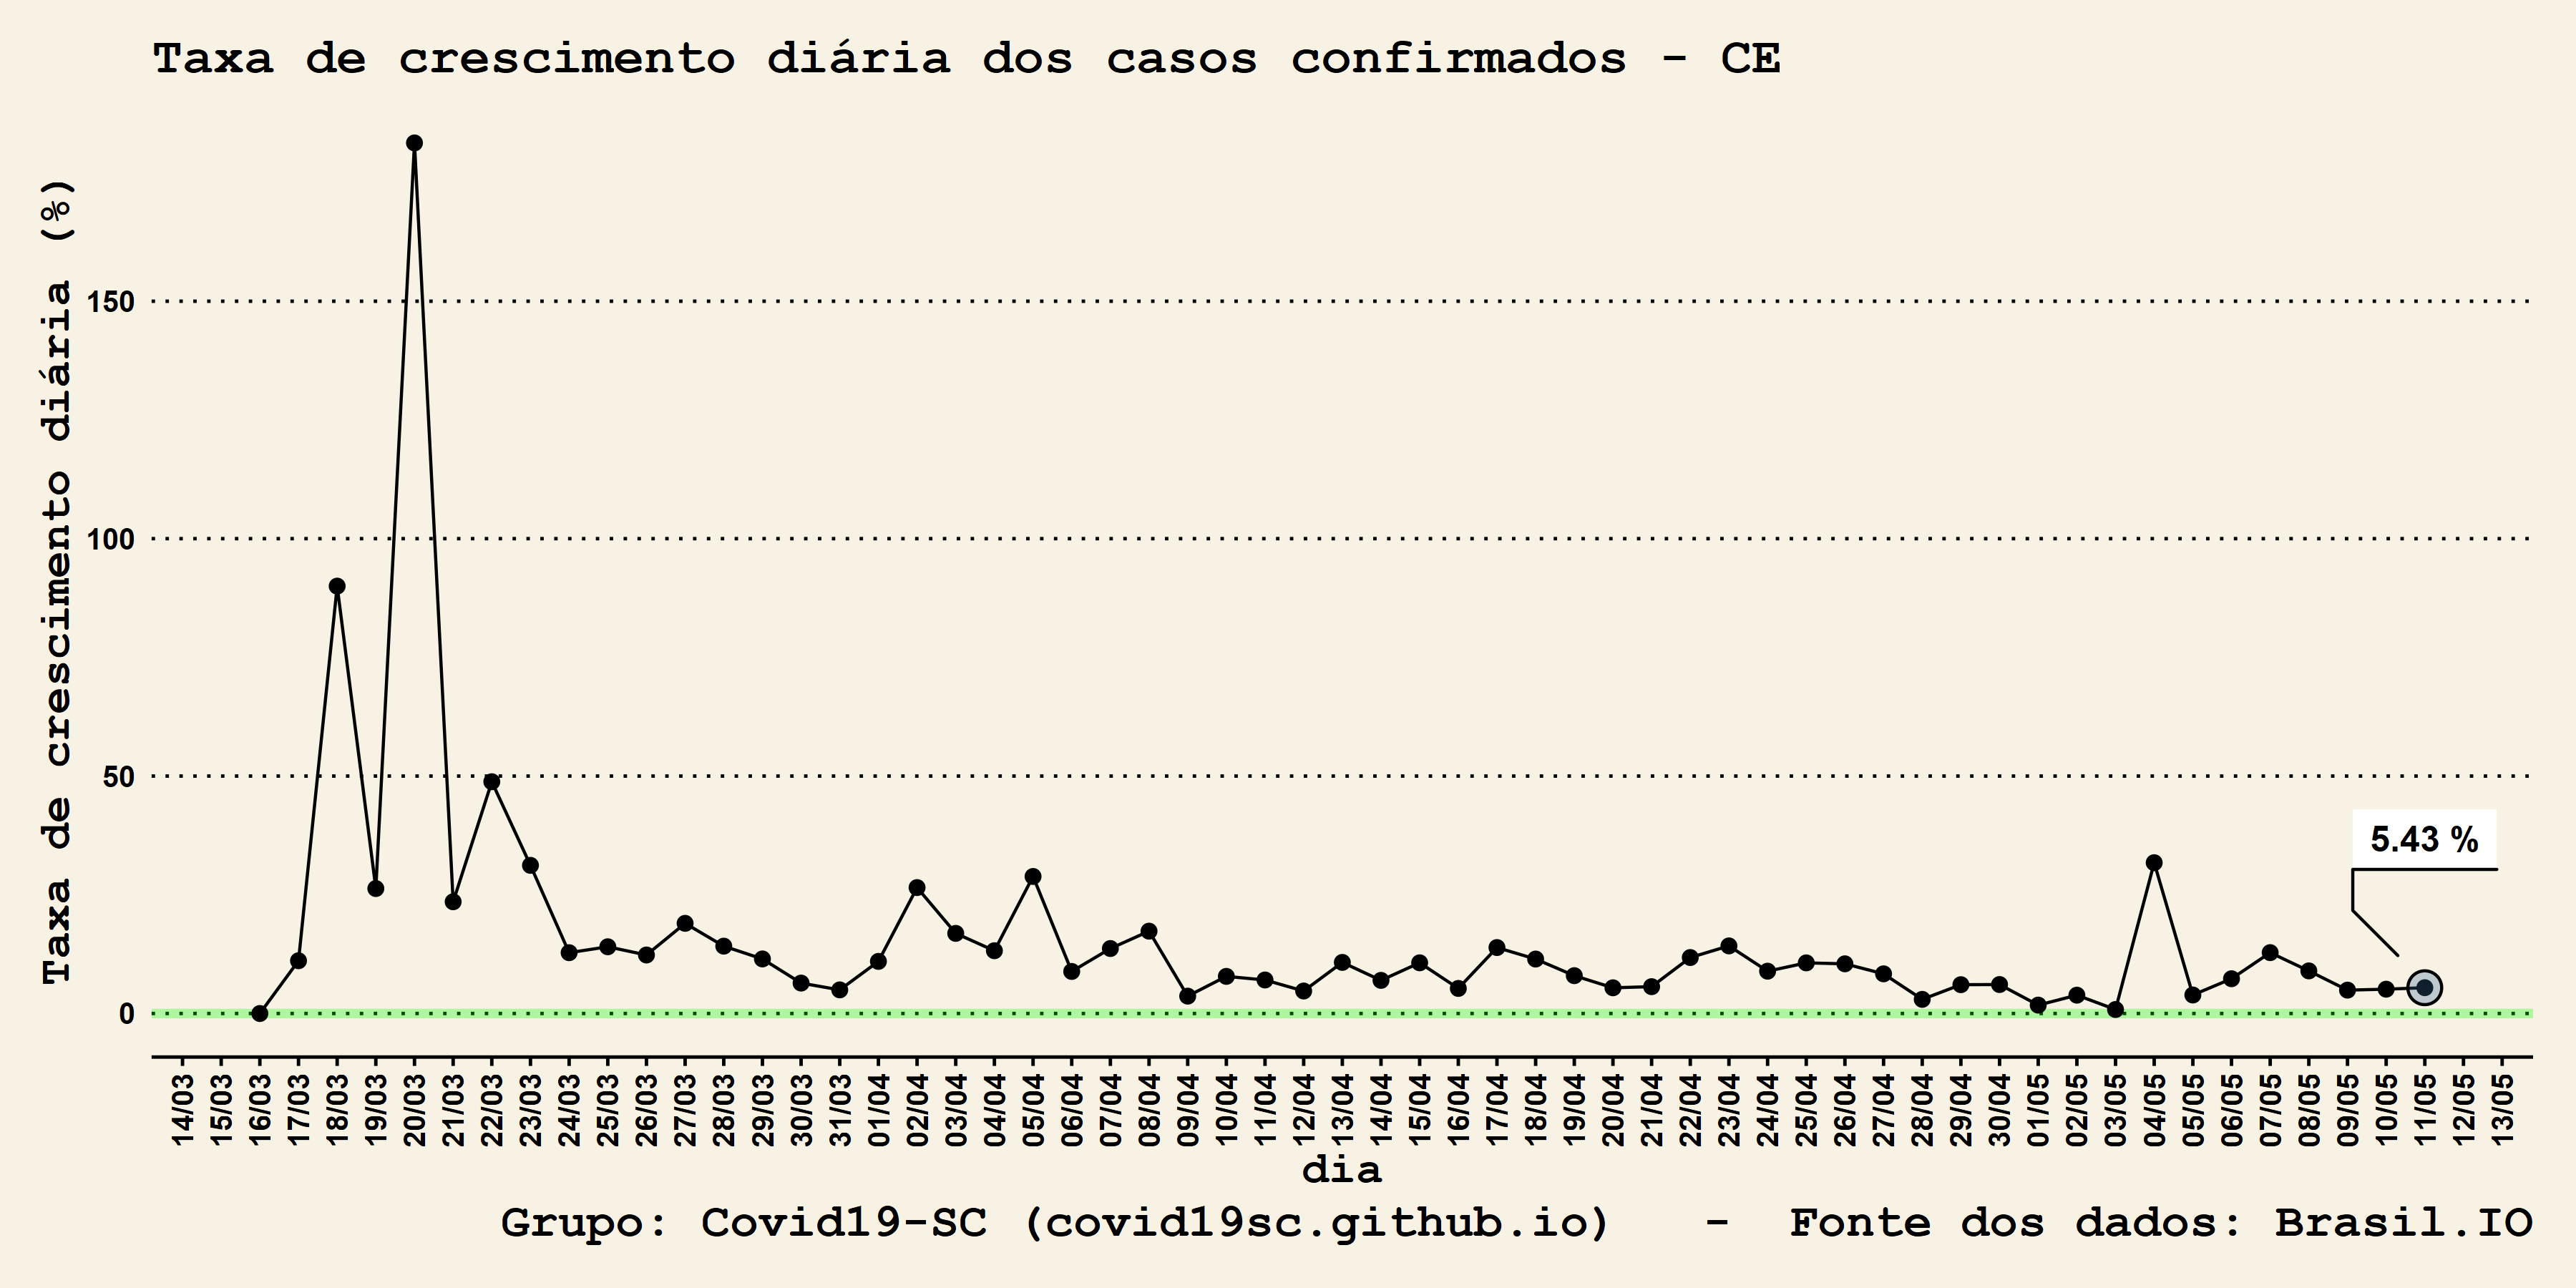 Taxa de crescimento diária dos casos confirmados - CE
Taxa de crescimento diária (%)
150
100
50
0
5.43 %
14/03 15/03 16/03 17/03 18/03 19/03 20/03 21/03 22/03 23/03 24/03 25/03 26/03 27/03 28/03 29/03 30/03 31/03 01/04 02/04 03/04 04/04 05/04 06/04 07/04 08/04 09/04 10/04 11/04 12/04 13/04 14/04 15/04 16/04 17/04 18/04 19/04 20/04 21/04 22/04 23/04 24/04 25/04 26/04 27/04 28/04 29/04 30/04 01/05 02/05 03/05 04/05 05/05 06/05 07/05 08/05 09/05 10/05 11/05 12/05 13/05
dia
Grupo: Covid19-SC (covid19sc.github.io) - Fonte dos dados: Brasil.IO